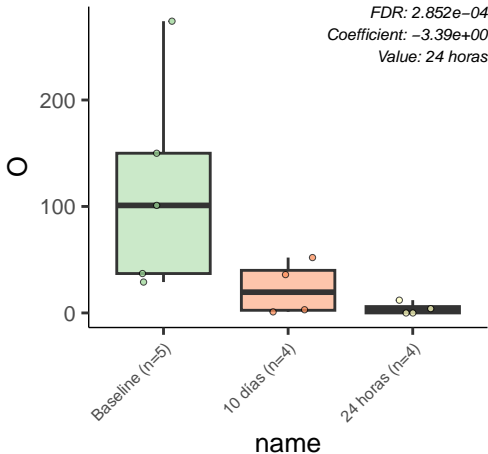 FDR: 2.852e−04
Coefficient: −3.39e+00
Value: 24 horas
200
100
0
O
Baseline (n=5)
10 días (n=4)
24 horas (n=4)
name